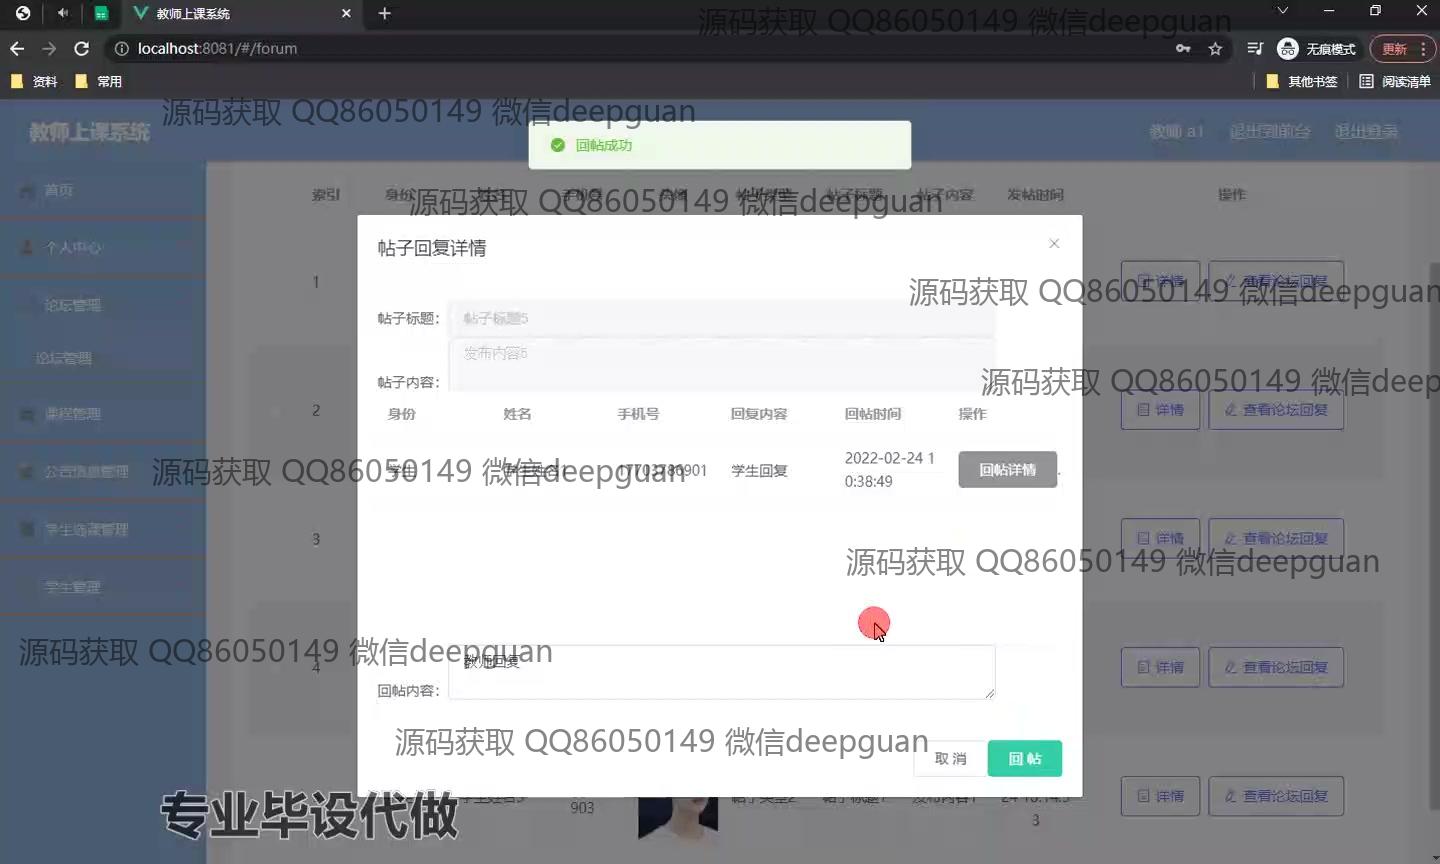 教师上课系统
源码获取 QQ86050149 微信deepguan
localhost:8081/#/forum
无痕模式
更新
资料
常用
其他书签
阅读清单
源码获取 QQ86050149 微信deepguan
教师上课系统
回帖成功
教师 a1
退出到前台
退出登录
首页
索引
身份
帖子标题
帖子内容
发帖时间
操作
源码获取 QQ86050149 微信deepguan
帖子回复详情
个人中心
1
详情
查看论坛回复
源码获取 QQ86050149 微信deepguan
论坛管理
帖子标题:
帖子标题5
论坛管理
发布内容5
帖子内容:
源码获取 QQ86050149 微信deep
2
详情
查看论坛回复
课程管理
身份
姓名
手机号
回复内容
回帖时间
操作
公告信息管理
源码获取 QQ86050149 微信deepguan
学生
学生姓名1
17703786901
学生回复
2022-02-24 1
0:38:49
回帖详情
学生选课管理
3
详情
查看论坛回复
源码获取 QQ86050149 微信deepguan
学生管理
源码获取 QQ86050149 微信deepguan
4
教师回复
详情
查看论坛回复
回帖内容:
源码获取 QQ86050149 微信deepguan
取消
回帖
903
3
详情
查看论坛回复
专业毕设代做